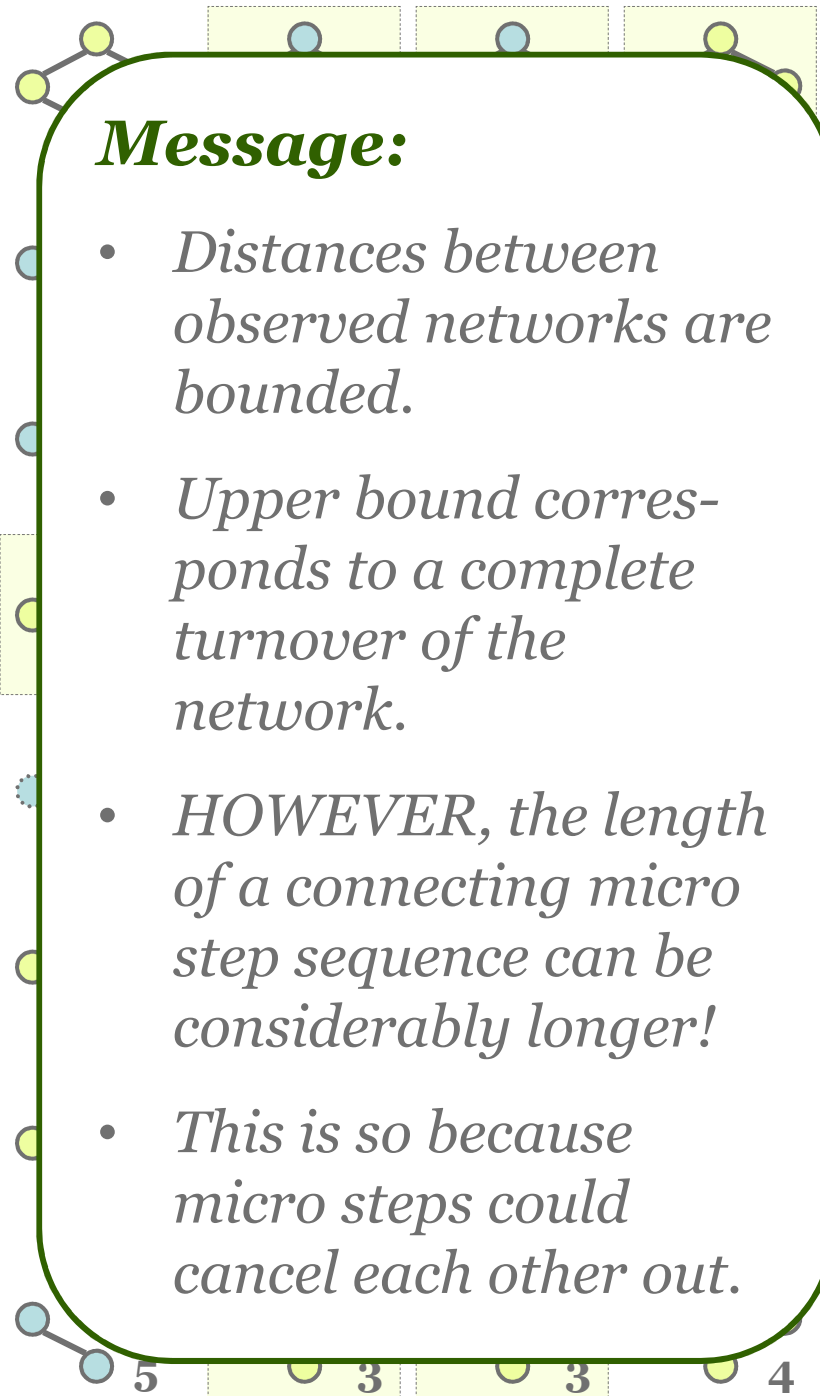 Message:
• Distances between
observed networks are
bounded.
• Upper bound corres-
ponds to a complete
turnover of the
network.
• HOWEVER, the length
of a connecting micro
step sequence can be
considerably longer!
• This is so because
micro steps could
cancel each other out.
5 3 3 4